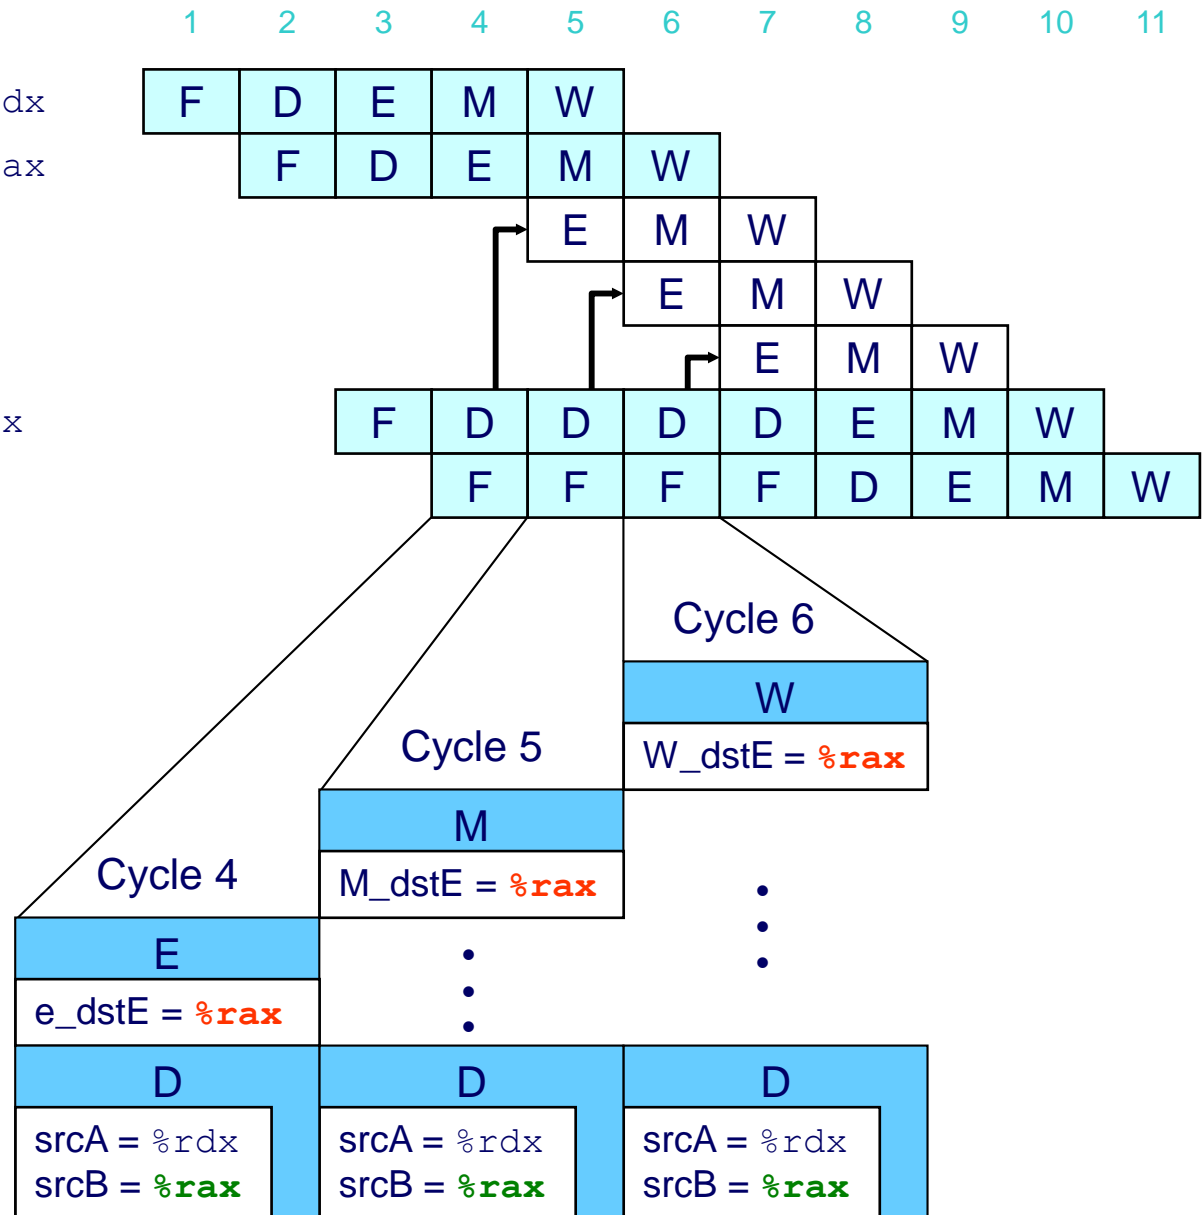 1 2 3 4 5 6 7 8 9 10 11
dx F D E M W
ax F D E M W
E M W
E M W
E M W
x F D D D D E M W
F F F F D E M W
Cycle 6
W
W_dstE = %rax
Cycle 5
M
M_dstE = %rax
Cycle 4
E
e_dstE = %rax
D D D
srcA = %rdx srcA = %rdx srcA = %rdx
srcB = %rax srcB = %rax srcB = %rax